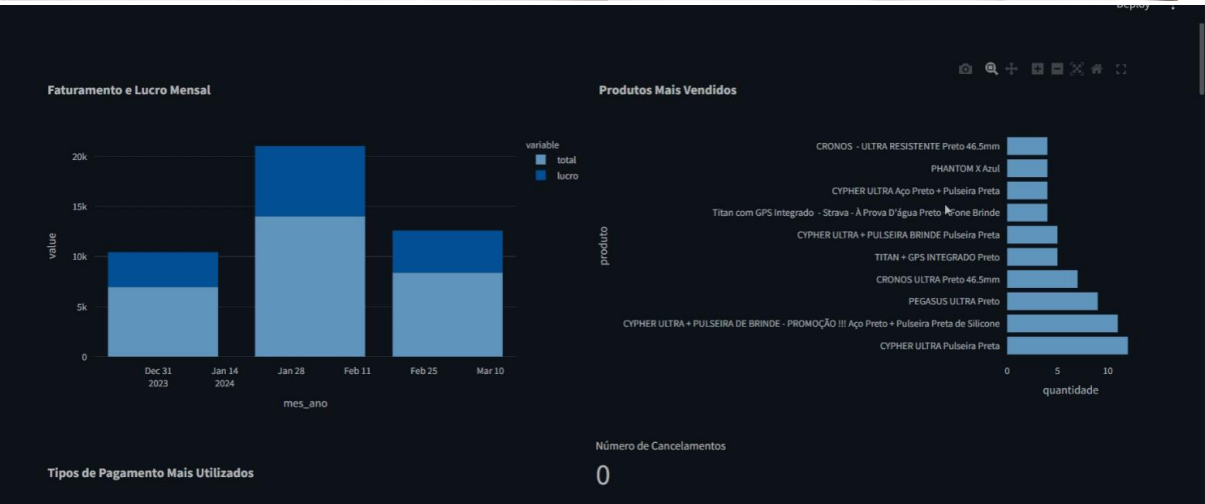 Deploy
Faturamento e Lucro Mensal
variable
total
lucro
20k
15k
10k
5k
0
value
Dec 31
2023
Jan 14
2024
Jan 28
Feb 11
Feb 25
Mar 10
mes_ano
Produtos Mais Vendidos
CRONOS - ULTRA RESISTENTE Preto 46.5mm
PHANTOM X Azul
CYPHER ULTRA Aço Preto + Pulseira Preta
Titan com GPS Integrado - Strava - À Prova D'água Preto + Fone Brinde
CYPHER ULTRA + PULSEIRA BRINDE Pulseira Preta
TITAN + GPS INTEGRADO Preto
CRONOS ULTRA Preto 46.5mm
PEGASUS ULTRA Preto
CYPHER ULTRA + PULSEIRA DE BRINDE - PROMOÇÃO !!! Aço Preto + Pulseira Preta de Silicone
CYPHER ULTRA Pulseira Preta
produto
0
5
10
quantidade
Tipos de Pagamento Mais Utilizados
Número de Cancelamentos
0